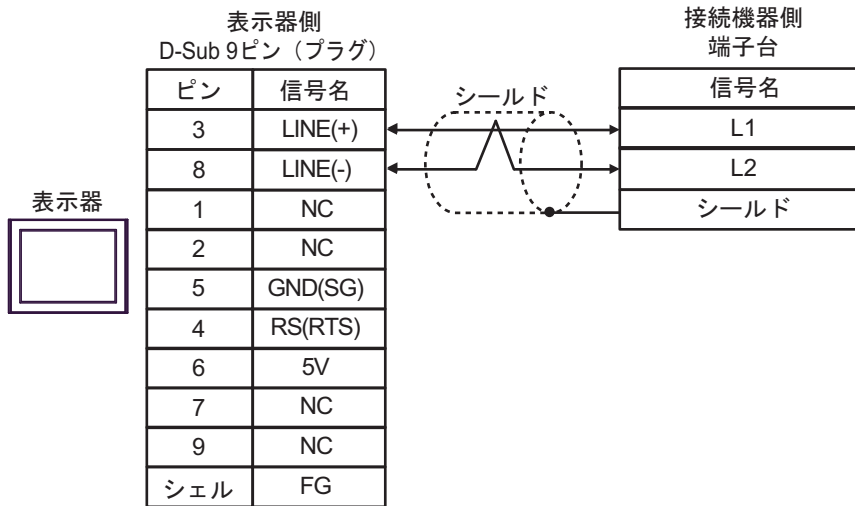 表示器側
D-Sub 9ピン（プラグ）
接続機器側
端子台
ピン 信号名
シールド
信号名
3 LINE(+)
L1
8 LINE(-)
L2
表示器
1 NC
シールド
2 NC
5 GND(SG)
4 RS(RTS)
6 5V
7 NC
9 NC
シェル FG